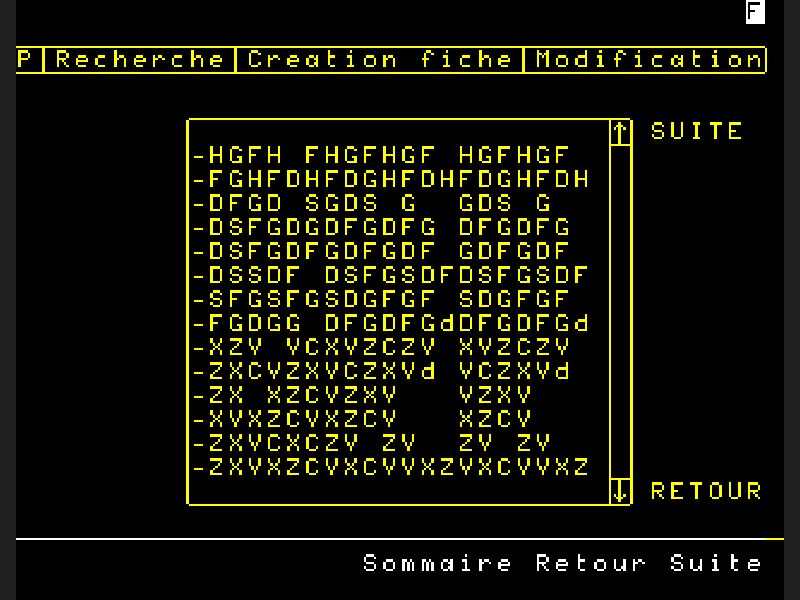 F
P Recherche Creation fiche Modification
↑ SUITE
-HGFH FHGFHGF HGFHGF
-FGHFDHFDGHFDHFDGHFDH
-DFGD SGDS G GDS G
-DSFGDGDFGDFG DFGDFG
-DSFGDFGDFGDF GDFGDF
-DSSDF DSFGSDFDSFGSDF
-SFGSFGSDGFGF SDGFGF
-FGDGG DFGDFGdDFGDFGd
-XZV VCXVZCZV XVZCZV
-ZXCVZXVCZXVd VCZXVd
-ZX XZCVZXV VZXV
-XVXZCVXZCV XZCV
-ZXVCXCZV ZV ZV ZV
-ZXVXZCVXCVVXZVXCVVXZ
↓ RETOUR
Sommaire Retour Suite